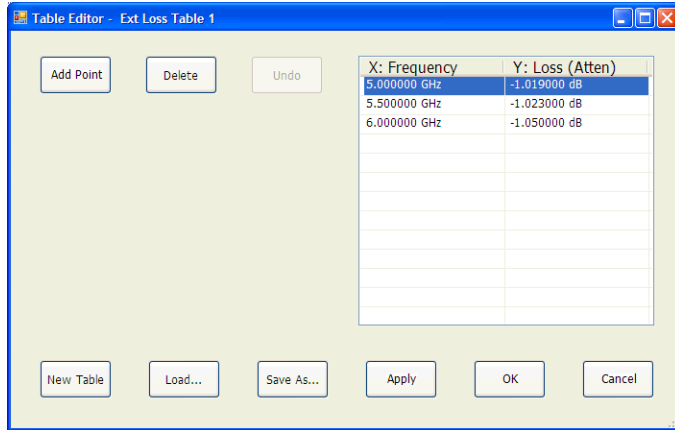 Table Editor - Ext Loss Table 1
Add Point Delete Undo
X: Frequency Y: Loss (Atten)
5.000000 GHz -1.019000 dB
5.500000 GHz -1.023000 dB
6.000000 GHz -1.050000 dB
New Table Load... Save As... Apply OK Cancel